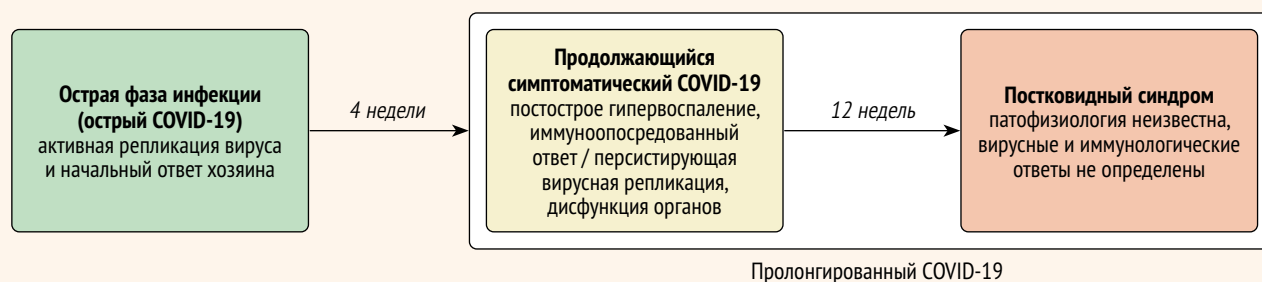 Острая фаза инфекции
(острый COVID-19)
активная репликация вируса
и начальный ответ хозяина
4 недели
Продолжающийся
симптоматический COVID-19
постострое гипервоспаление,
иммуноопосредованный
ответ / персистирующая
вирусная репликация,
дисфункция органов
12 недель
Постковидный синдром
патофизиология неизвестна,
вирусные и иммунологические
ответы не определены
Пролонгированный COVID-19